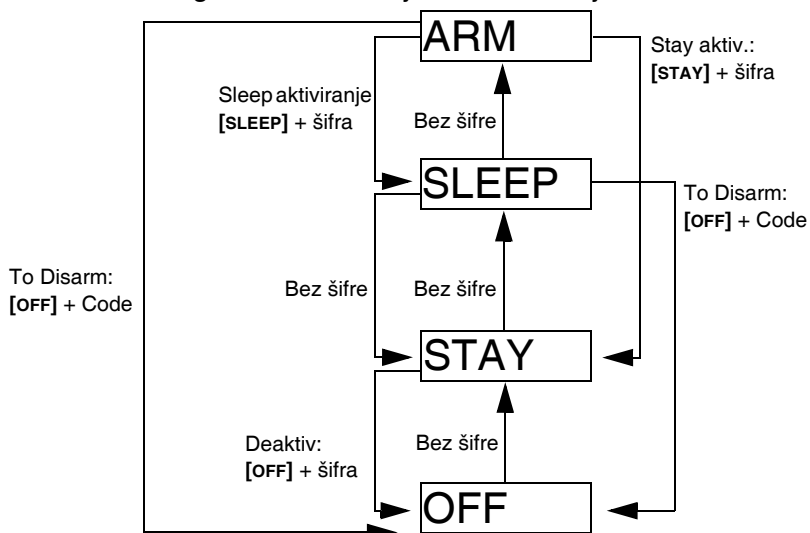 ARM
Stay aktiv.:
[STAY] + šifra
Sleep aktiviranje
[SLEEP] + šifra
Bez šifre
SLEEP
To Disarm:
[OFF] + Code
To Disarm:
[OFF] + Code
Bez šifre
Bez šifre
STAY
Deaktiv:
[OFF] + šifra
Bez šifre
OFF